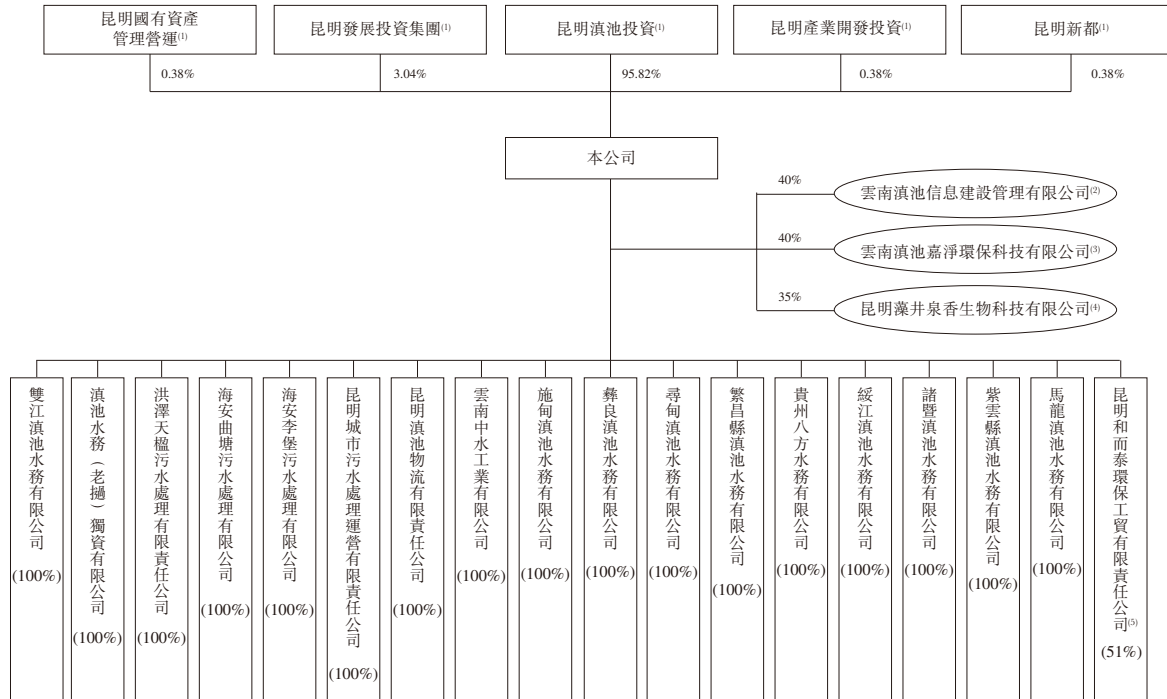 昆明國有資產
管理營運(1)
昆明發展投資集團(1)
昆明滇池投資(1)
昆明產業開發投資(1)
昆明新都(1)
0.38%
3.04%
95.82%
0.38%
0.38%
本公司
40%
雲南滇池信息建設管理有限公司(2)
40%
雲南滇池嘉淨環保科技有限公司(3)
35%
昆明藻井泉香生物科技有限公司(4)
雙江滇池水務有限公司
(100%)
滇池水務（老撾）獨資有限公司
(100%)
洪澤天楹污水處理有限責任公司
(100%)
海安曲塘污水處理有限公司
(100%)
海安李堡污水處理有限公司
(100%)
昆明城市污水處理運營有限責任公司
(100%)
昆明滇池物流有限責任公司
(100%)
雲南中水工業有限公司
(100%)
施甸滇池水務有限公司
(100%)
彝良滇池水務有限公司
(100%)
尋甸滇池水務有限公司
(100%)
繁昌縣滇池水務有限公司
(100%)
貴州八方水務有限公司
(100%)
綏江滇池水務有限公司
(100%)
諸暨滇池水務有限公司
(100%)
紫雲縣滇池水務有限公司
(100%)
馬龍滇池水務有限公司
(100%)
昆明和而泰環保工貿有限責任公司(5)
(51%)